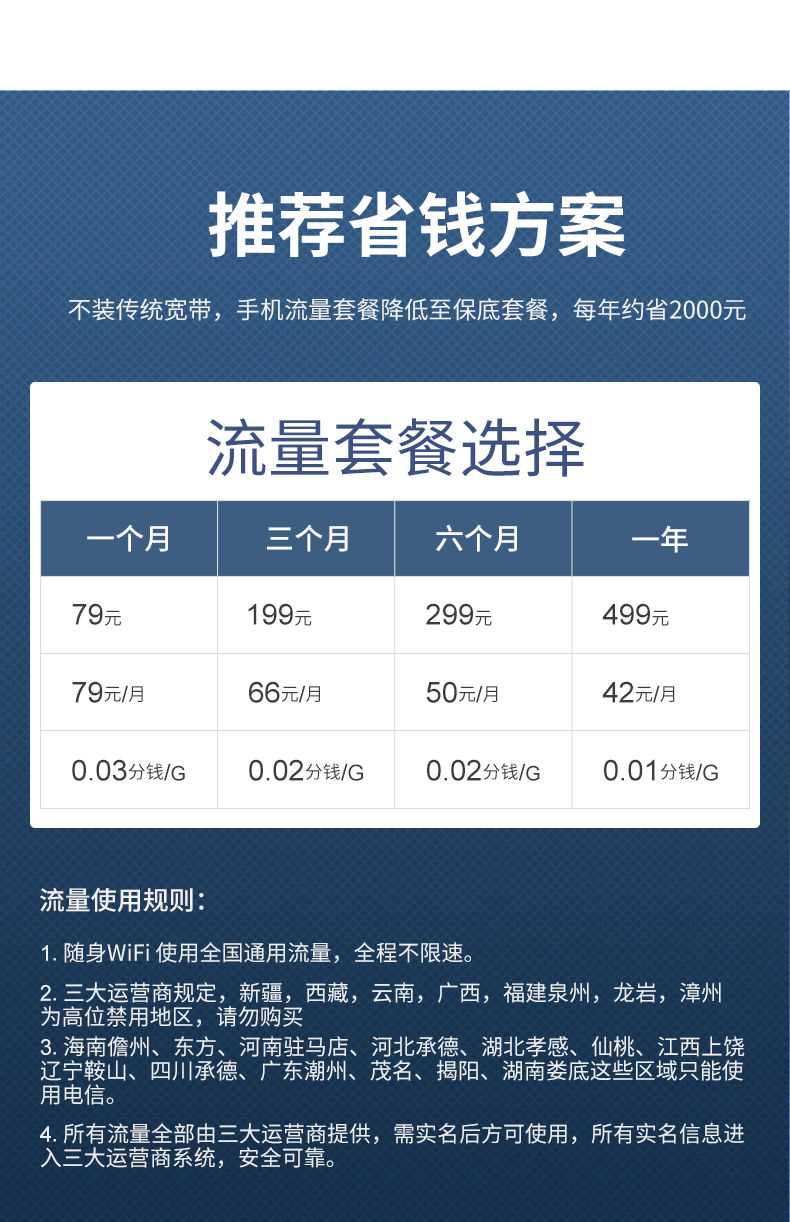 推荐省钱方案
不装传统宽带，手机流量套餐降低至保底套餐，每年约省2000元
流量套餐选择
一个月 三个月 六个月 一年
79元 199元 299元 499元
79元/月 66元/月 50元/月 42元/月
0.03分钱/G 0.02分钱/G 0.02分钱/G 0.01分钱/G
流量使用规则：
1. 随身WiFi 使用全国通用流量，全程不限速。
2. 三大运营商规定，新疆，西藏，云南，广西，福建泉州，龙岩，漳州
为高位禁用地区，请勿购买
3. 海南儋州、东方、河南驻马店、河北承德、湖北孝感、仙桃、江西上饶
辽宁鞍山、四川承德、广东潮州、茂名、揭阳、湖南娄底这些区域只能使
用电信。
4. 所有流量全部由三大运营商提供，需实名后方可使用，所有实名信息进
入三大运营商系统，安全可靠。